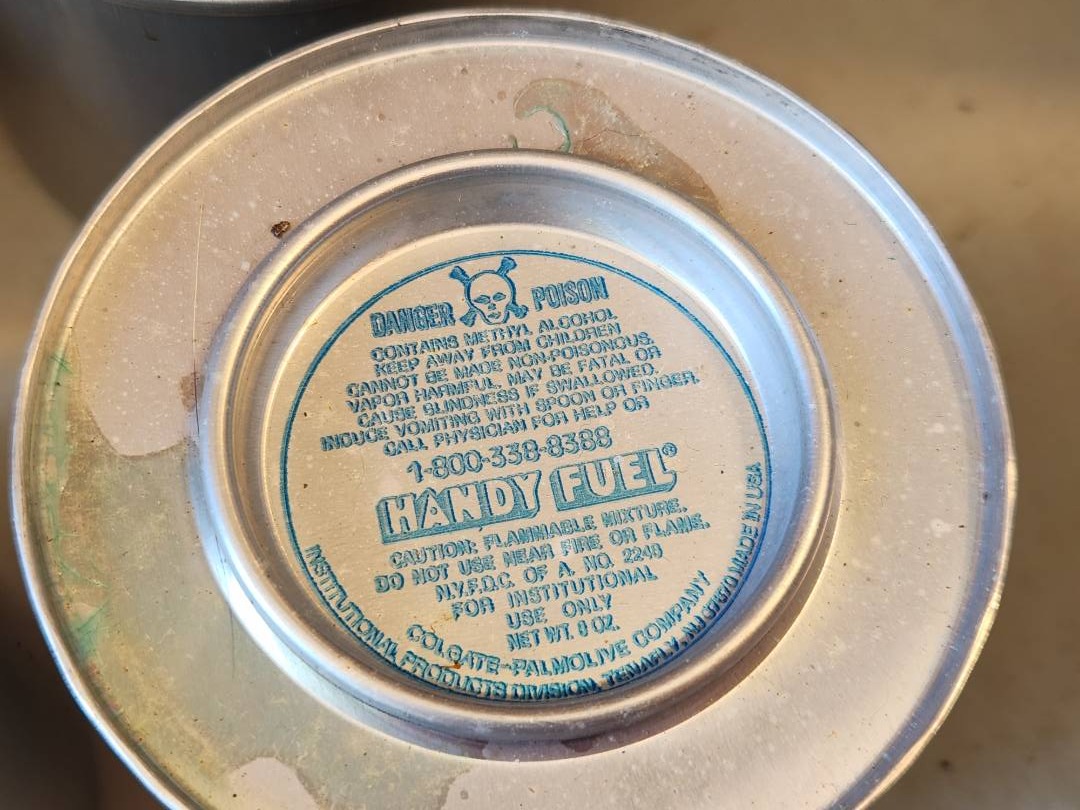 DANGER POISON
CONTAINS METHYL ALCOHOL
KEEP AWAY FROM CHILDREN
CANNOT BE MADE NON-POISONOUS.
VAPOR HARMFUL. MAY BE FATAL OR
CAUSE BLINDNESS IF SWALLOWED.
INDUCE VOMITING WITH SPOON OR FINGER.
CALL PHYSICIAN FOR HELP OR
1-800-338-8388
HANDY FUEL®
CAUTION: FLAMMABLE MIXTURE.
DO NOT USE NEAR FIRE OR FLAME.
N.Y.F.D.C. OF A. NO. 2240
FOR INSTITUTIONAL
USE ONLY
NET WT. 8 OZ.
COLGATE-PALMOLIVE COMPANY
INSTITUTIONAL PRODUCTS DIVISION, TENAFLY, NJ 07670 MADE IN USA